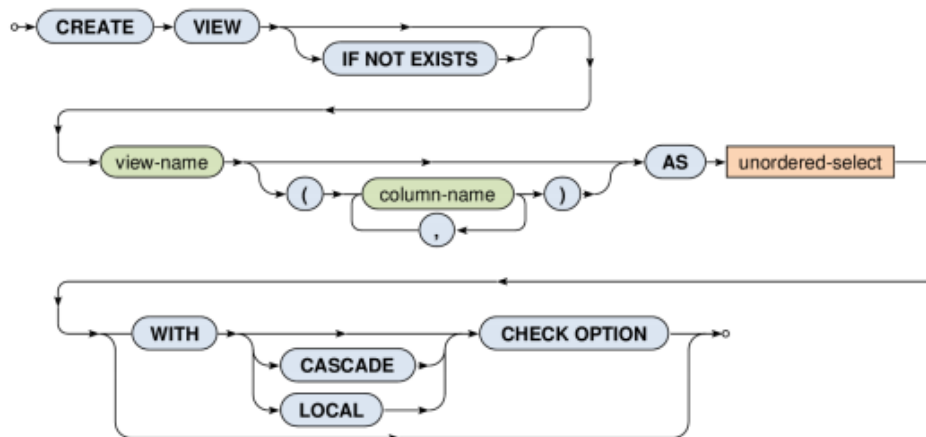 CREATE VIEW
IF NOT EXISTS
view-name AS unordered-select
( column-name )
,
WITH CHECK OPTION
CASCADE
LOCAL